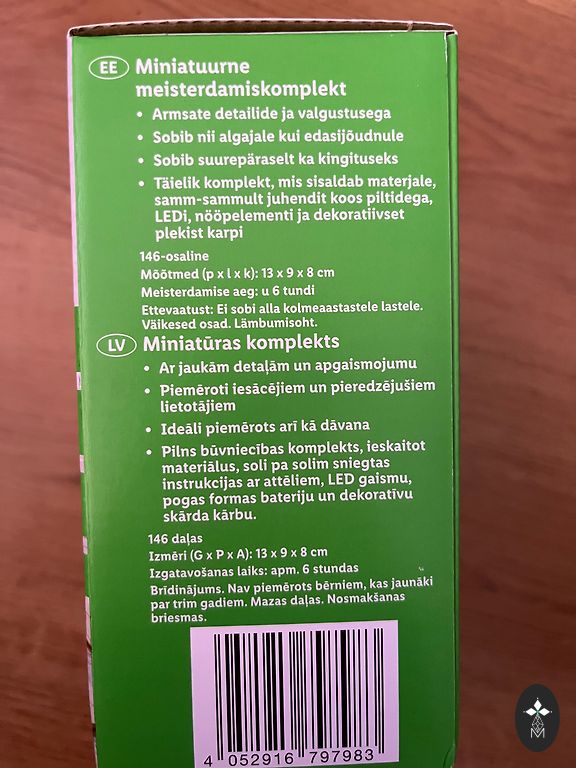 EE Miniatuurne
meisterdamiskomplekt
• Armsate detailide ja valgustusega
• Sobib nii algajale kui edasijõudnule
• Sobib suurepäraselt ka kingituseks
• Täielik komplekt, mis sisaldab materjale,
samm-sammult juhendit koos piltidega,
LEDi, nööpelementi ja dekoratiivset
plekist karpi
146-osaline
Mõõtmed (p x l x k): 13 x 9 x 8 cm
Meisterdamise aeg: u 6 tundi
Ettevaatust: Ei sobi alla kolmeaastastele lastele.
Väikesed osad. Lämbumisoht.
LV Miniatūras komplekts
• Ar jaukām detaļām un apgaismojumu
• Piemēroti iesācējiem un pieredzējušiem
lietotājiem
• Ideāli piemērots arī kā dāvana
• Pilns būvniecības komplekts, ieskaitot
materiālus, soli pa solim sniegtas
instrukcijas ar attēliem, LED gaismu,
pogas formas bateriju un dekoratīvu
skārda kārbu.
146 daļas
Izmēri (G x P x A): 13 x 9 x 8 cm
Izgatavošanas laiks: apm. 6 stundas
Brīdinājums. Nav piemērots bērniem, kas jaunāki
par trim gadiem. Mazas daļas. Nosmakšanas
briesmas.
4 052916 797983